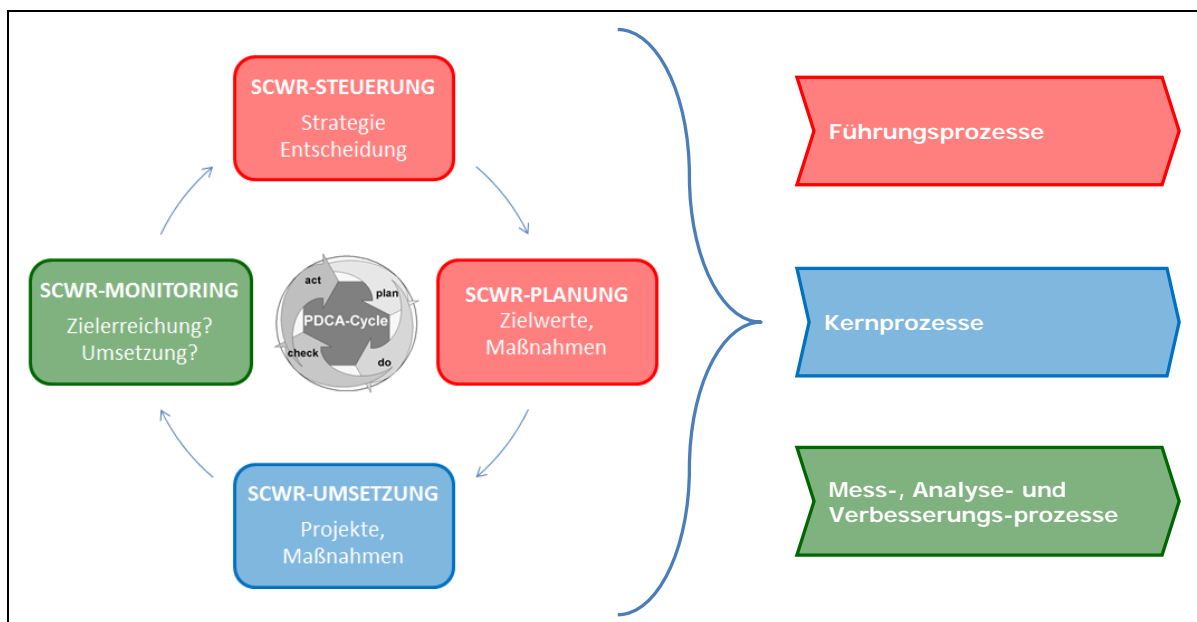 SCWR-STEUERUNG
Strategie
Entscheidung
SCWR-MONITORING
Zielerreichung?
Umsetzung?
act
plan
PDCA-Cycle
check
do
SCWR-PLANUNG
Zielwerte,
Maßnahmen
SCWR-UMSETZUNG
Projekte,
Maßnahmen
Führungsprozesse
Kernprozesse
Mess-, Analyse- und
Verbesserungs-prozesse